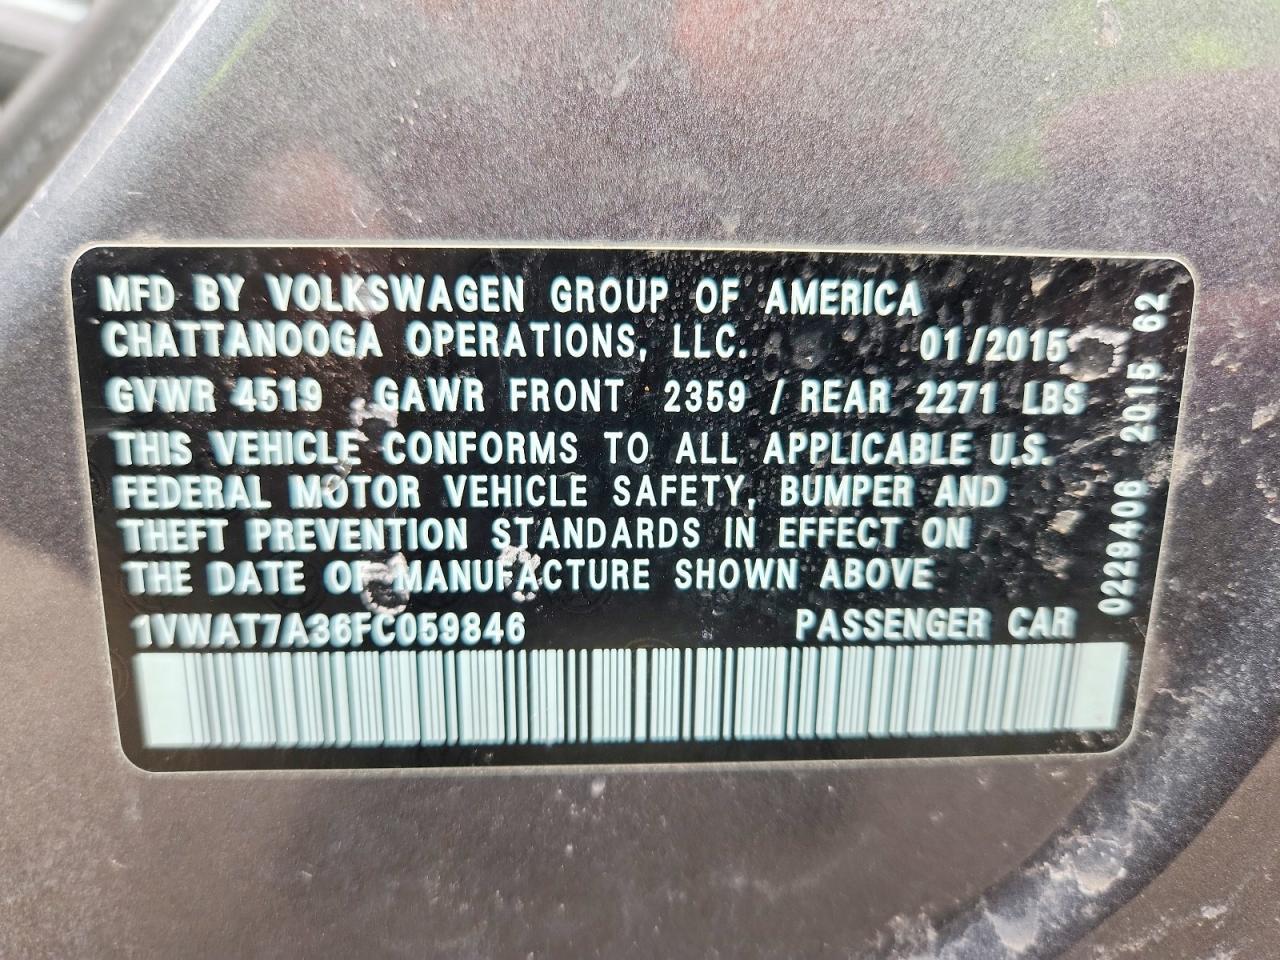 MFD BY VOLKSWAGEN GROUP OF AMERICA
CHATTANOOGA OPERATIONS, LLC. 01/2015
GVWR 4519 GAWR FRONT 2359 / REAR 2271 LBS
THIS VEHICLE CONFORMS TO ALL APPLICABLE U.S.
FEDERAL MOTOR VEHICLE SAFETY, BUMPER AND
THEFT PREVENTION STANDARDS IN EFFECT ON
THE DATE OF MANUFACTURE SHOWN ABOVE
1VWAT7A36FC059846 PASSENGER CAR
0229406 2015 62